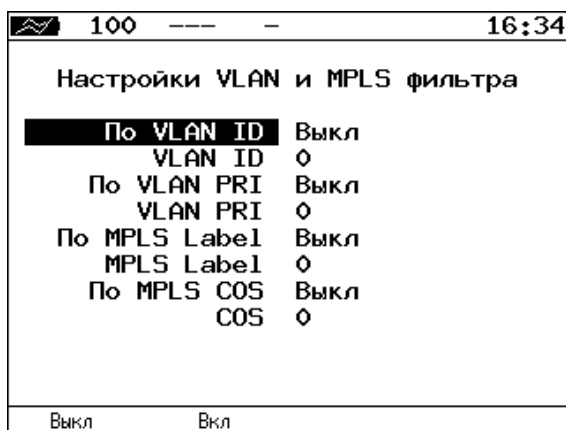 100 --- - 16:34
Настройки VLAN и MPLS фильтра
По VLAN ID Выкл
VLAN ID 0
По VLAN PRI Выкл
VLAN PRI 0
По MPLS Label Выкл
MPLS Label 0
По MPLS COS Выкл
COS 0
Выкл Вкл